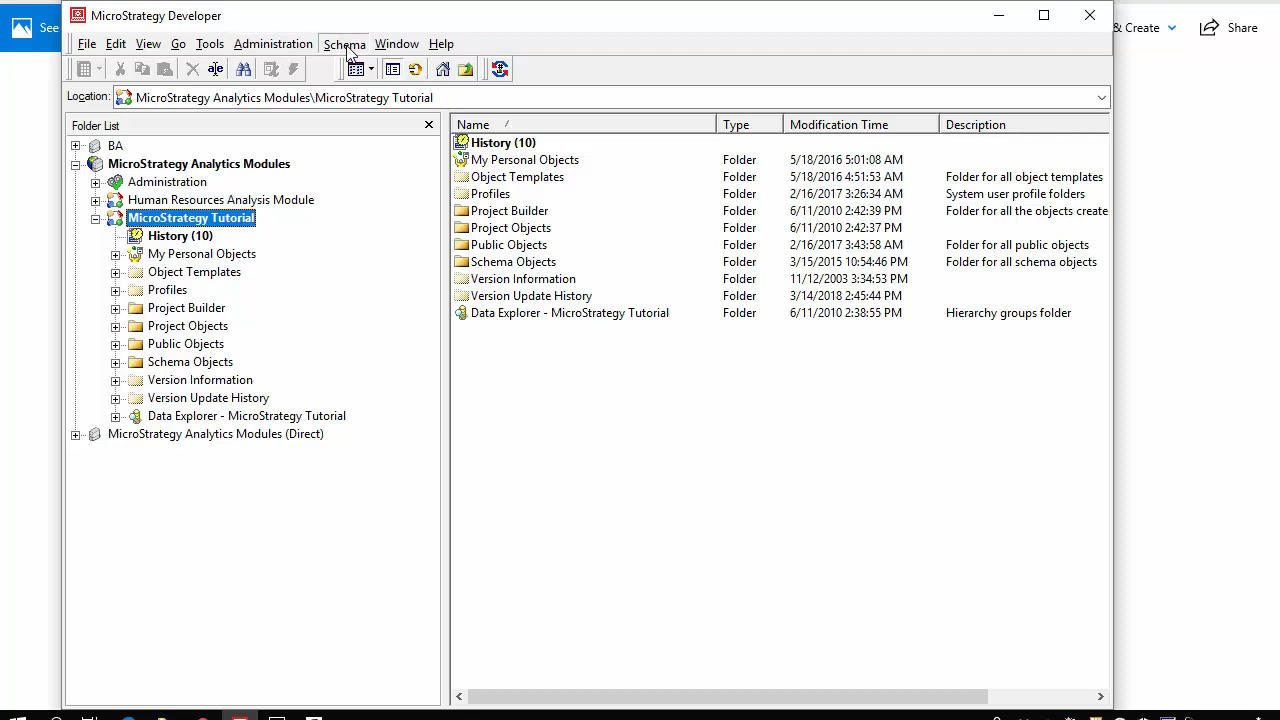 See
MicroStrategy Developer
& Create
Share
File Edit View Go Tools Administration Schema Window Help
Location: MicroStrategy Analytics Modules\MicroStrategy Tutorial
Folder List
BA
MicroStrategy Analytics Modules
Administration
Human Resources Analysis Module
MicroStrategy Tutorial
History (10)
My Personal Objects
Object Templates
Profiles
Project Builder
Project Objects
Public Objects
Schema Objects
Version Information
Version Update History
Data Explorer - MicroStrategy Tutorial
MicroStrategy Analytics Modules (Direct)
Name Type Modification Time Description
History (10)
My Personal Objects Folder 5/18/2016 5:01:08 AM
Object Templates Folder 5/18/2016 4:51:53 AM Folder for all object templates
Profiles Folder 2/16/2017 3:26:34 AM System user profile folders
Project Builder Folder 6/11/2010 2:42:39 PM Folder for all the objects create
Project Objects Folder 6/11/2010 2:42:37 PM
Public Objects Folder 2/16/2017 3:43:58 AM Folder for all public objects
Schema Objects Folder 3/15/2015 10:54:46 PM Folder for all schema objects
Version Information Folder 11/12/2003 3:34:53 PM
Version Update History Folder 3/14/2018 2:45:44 PM
Data Explorer - MicroStrategy Tutorial Folder 6/11/2010 2:38:55 PM Hierarchy groups folder